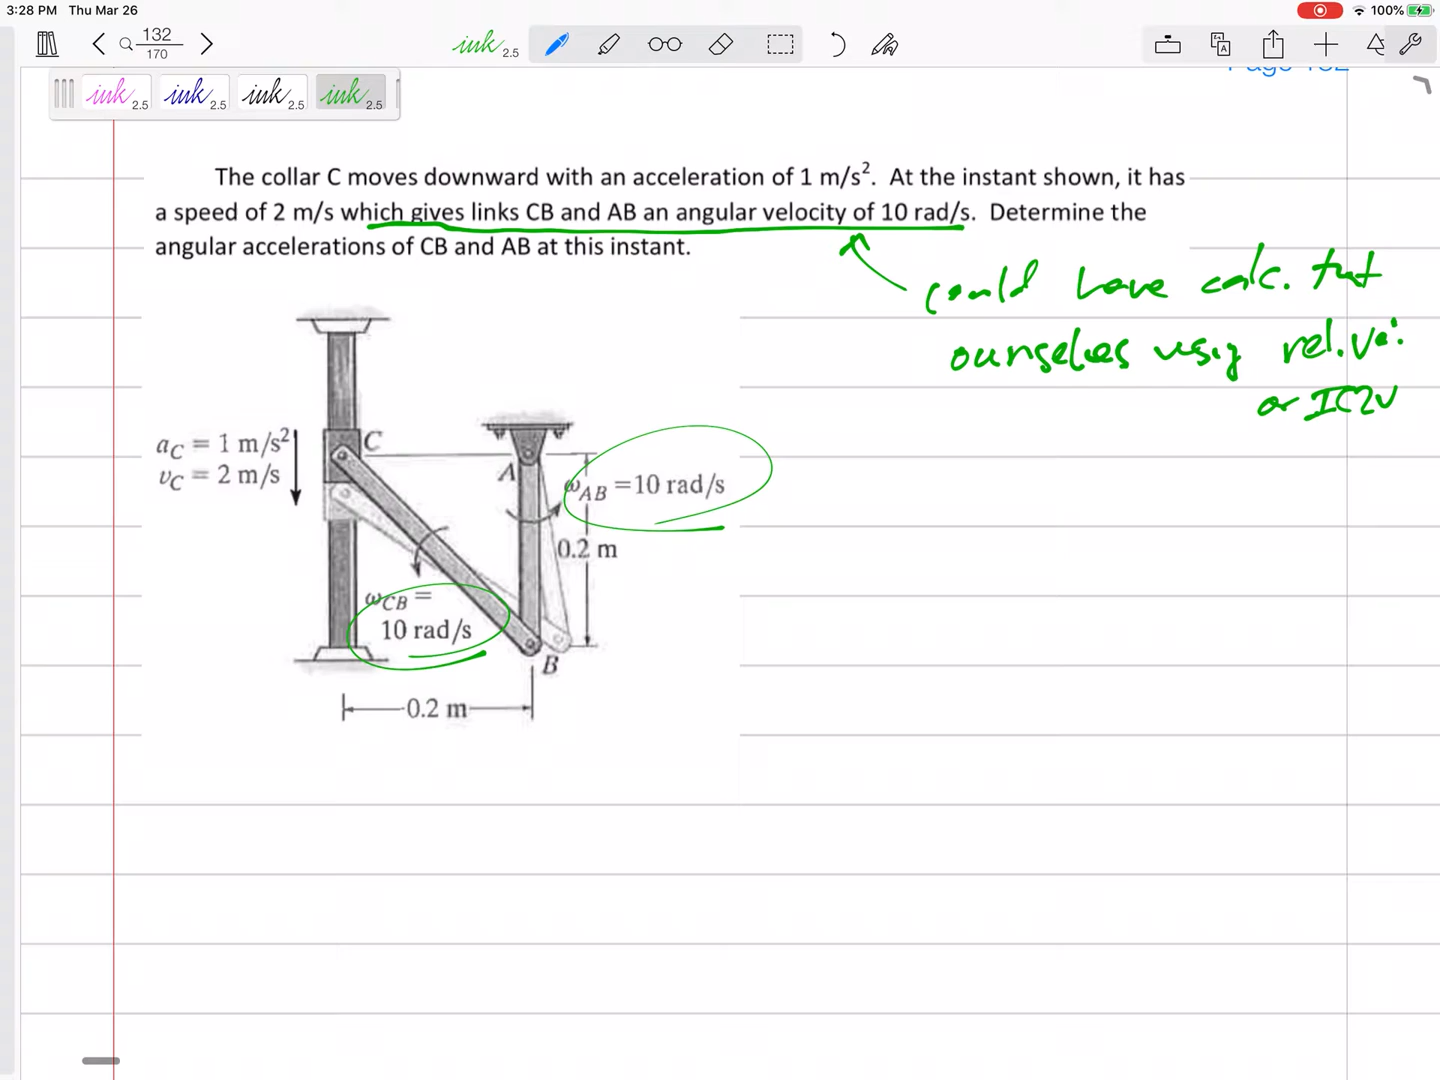 3:28 PM Thu Mar 26
100%
132
170
ink 2.5
ink 2.5
ink 2.5
ink 2.5
ink 2.5
The collar C moves downward with an acceleration of 1 m/s². At the instant shown, it has
a speed of 2 m/s which gives links CB and AB an angular velocity of 10 rad/s. Determine the
angular accelerations of CB and AB at this instant.
could have calc. that
ourselves using rel. vel.
or ICZV
a_C = 1 m/s²
v_C = 2 m/s
C
A
ω_AB = 10 rad/s
0.2 m
ω_CB =
10 rad/s
B
0.2 m